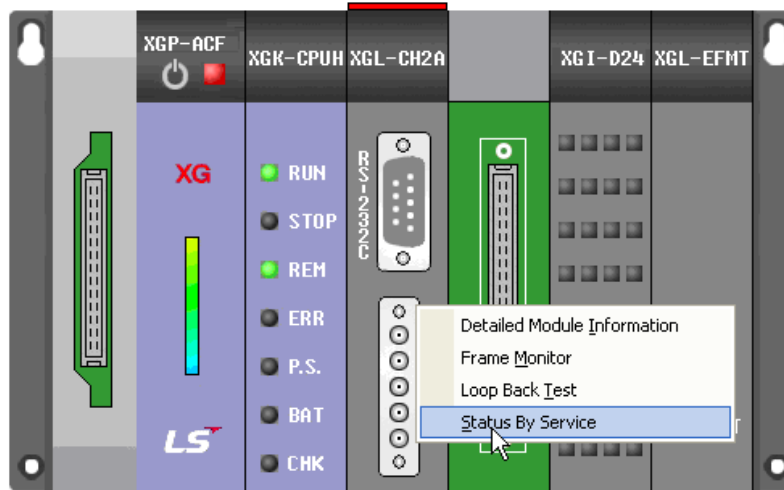 XGP-ACF
XGK-CPUH
XGL-CH2A
XGI-D24
XGL-EFMT
XG
RS-232C
RUN
STOP
REM
ERR
P.S.
BAT
CHK
LS
Detailed Module Information
Frame Monitor
Loop Back Test
Status By Service